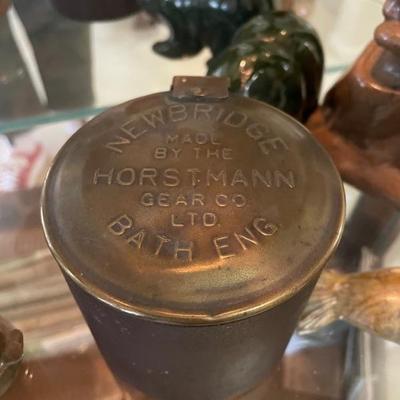 NEWBRIDGE
MADE
BY THE
HORSTMANN
GEAR CO.
LTD.
BATH ENG.